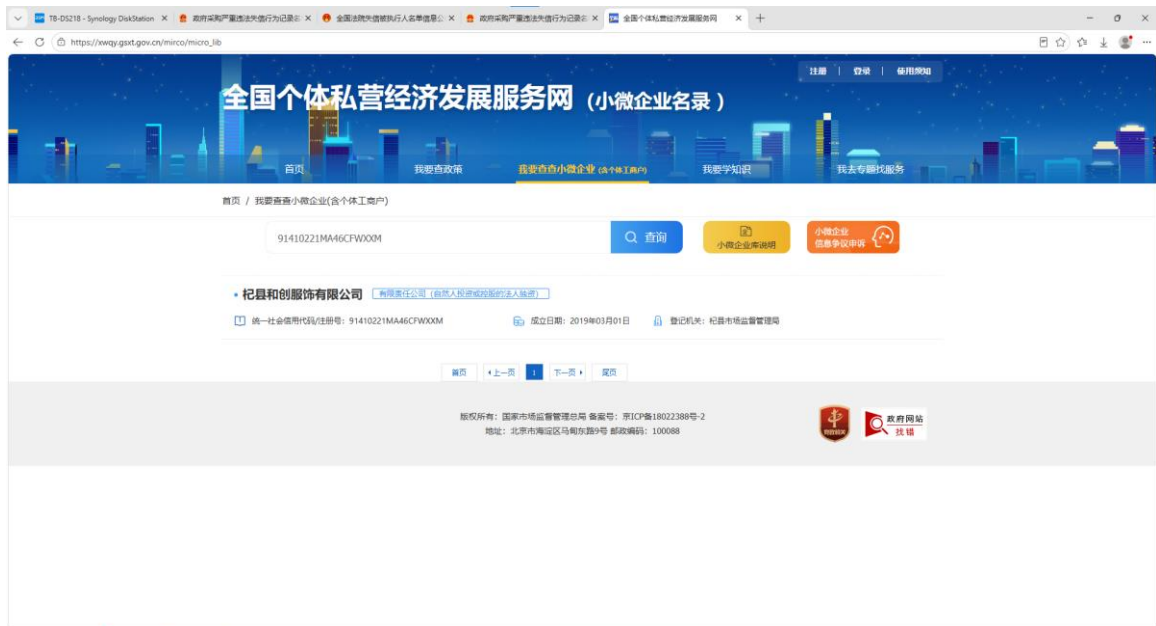 TB-DS218 - Synology DiskStation
政府采购严重违法失信行为记录名
全国法院失信被执行人名单信息公
政府采购严重违法失信行为记录名
全国个体私营经济发展服务网
https://xwqy.gsxt.gov.cn/mirco/micro_lib
注册 | 登录 | 使用须知
全国个体私营经济发展服务网 (小微企业名录)
首页 我要查政策 我要查查小微企业 (含个体工商户) 我要学知识 我去专题找服务
首页 / 我要查查小微企业(含个体工商户)
91410221MA46CFWXXM
查询
小微企业库说明
小微企业
信息争议申诉
杞县和创服饰有限公司 有限责任公司（自然人投资或控股的法人独资）
统一社会信用代码/注册号：91410221MA46CFWXXM 成立日期：2019年03月01日 登记机关：杞县市场监督管理局
首页 上一页 1 下一页 尾页
版权所有：国家市场监督管理总局 备案号：京ICP备18022388号-2
地址：北京市海淀区马甸东路9号 邮政编码：100088
政府网站
找错